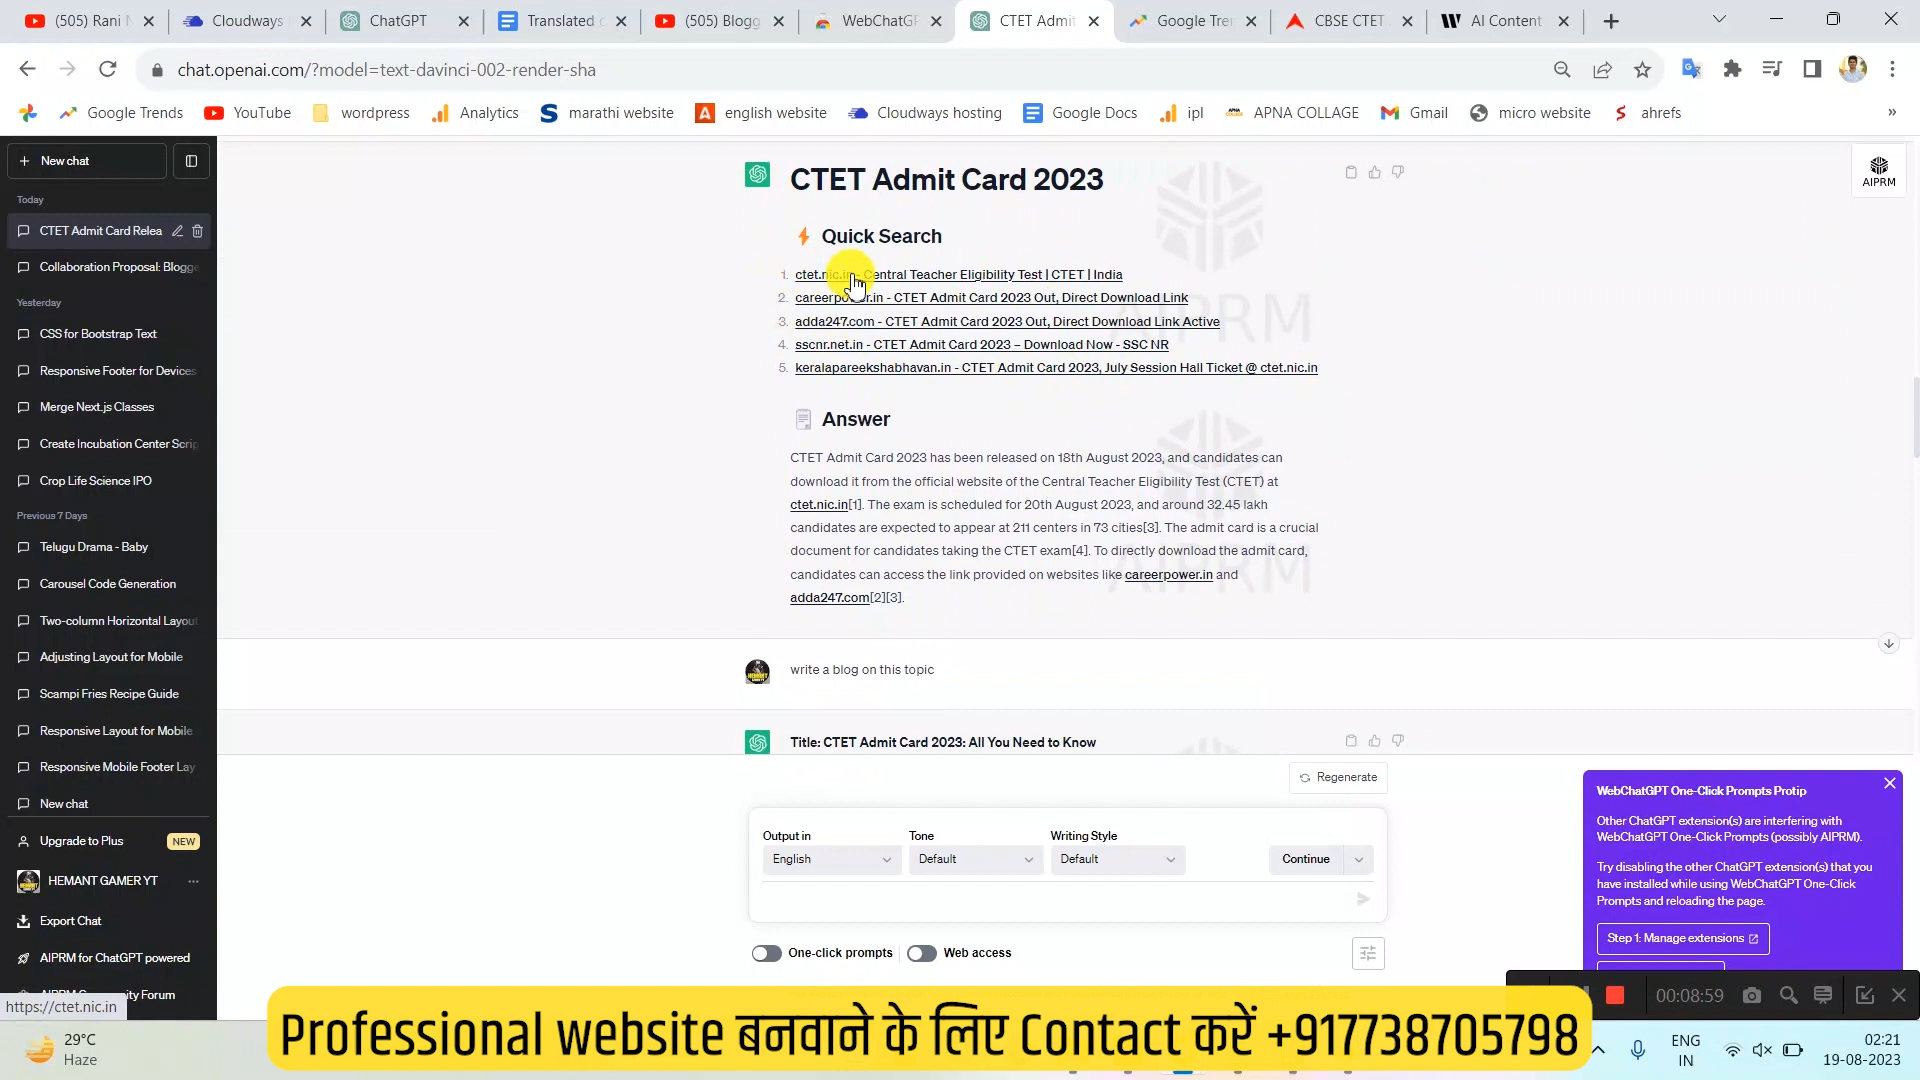 (505) Rani
Cloudways
ChatGPT
Translated
(505) Blogg
WebChatGP
CTET Admit
Google Tre
CBSE CTET
AI Content
chat.openai.com/?model=text-davinci-002-render-sha
Google Trends
YouTube
wordpress
Analytics
marathi website
english website
Cloudways hosting
Google Docs
ipl
APNA COLLAGE
Gmail
micro website
ahrefs
New chat
Today
CTET Admit Card Relea
Collaboration Proposal: Blogge
Yesterday
CSS for Bootstrap Text
Responsive Footer for Devices
Merge Next.js Classes
Create Incubation Center Scrip
Crop Life Science IPO
Previous 7 Days
Telugu Drama - Baby
Carousel Code Generation
Two-column Horizontal Layout
Adjusting Layout for Mobile
Scampi Fries Recipe Guide
Responsive Layout for Mobile
Responsive Mobile Footer Lay
New chat
Upgrade to Plus
NEW
HEMANT GAMER YT
Export Chat
AIPRM for ChatGPT powered
https://ctet.nic.in
CTET Admit Card 2023
Quick Search
1. ctet.nic.in - Central Teacher Eligibility Test | CTET | India
2. careerpower.in - CTET Admit Card 2023 Out, Direct Download Link
3. adda247.com - CTET Admit Card 2023 Out, Direct Download Link Active
4. sscnr.net.in - CTET Admit Card 2023 – Download Now - SSC NR
5. keralapareekshabhavan.in - CTET Admit Card 2023, July Session Hall Ticket @ ctet.nic.in
Answer
CTET Admit Card 2023 has been released on 18th August 2023, and candidates can
download it from the official website of the Central Teacher Eligibility Test (CTET) at
ctet.nic.in[1]. The exam is scheduled for 20th August 2023, and around 32.45 lakh
candidates are expected to appear at 211 centers in 73 cities[3]. The admit card is a crucial
document for candidates taking the CTET exam[4]. To directly download the admit card,
candidates can access the link provided on websites like careerpower.in and
adda247.com[2][3].
AIPRM
AIPRM
AIPRM
write a blog on this topic
Title: CTET Admit Card 2023: All You Need to Know
Regenerate
Output in
Tone
Writing Style
English
Default
Default
Continue
One-click prompts
Web access
WebChatGPT One-Click Prompts Protip
Other ChatGPT extension(s) are interfering with
WebChatGPT One-Click Prompts (possibly AIPRM).
Try disabling the other ChatGPT extension(s) that you
have installed while using WebChatGPT One-Click
Prompts and reloading the page.
Step 1: Manage extensions
00:08:59
Professional website बनवाने के लिए Contact करें +917738705798
29°C
Haze
ENG
IN
02:21
19-08-2023